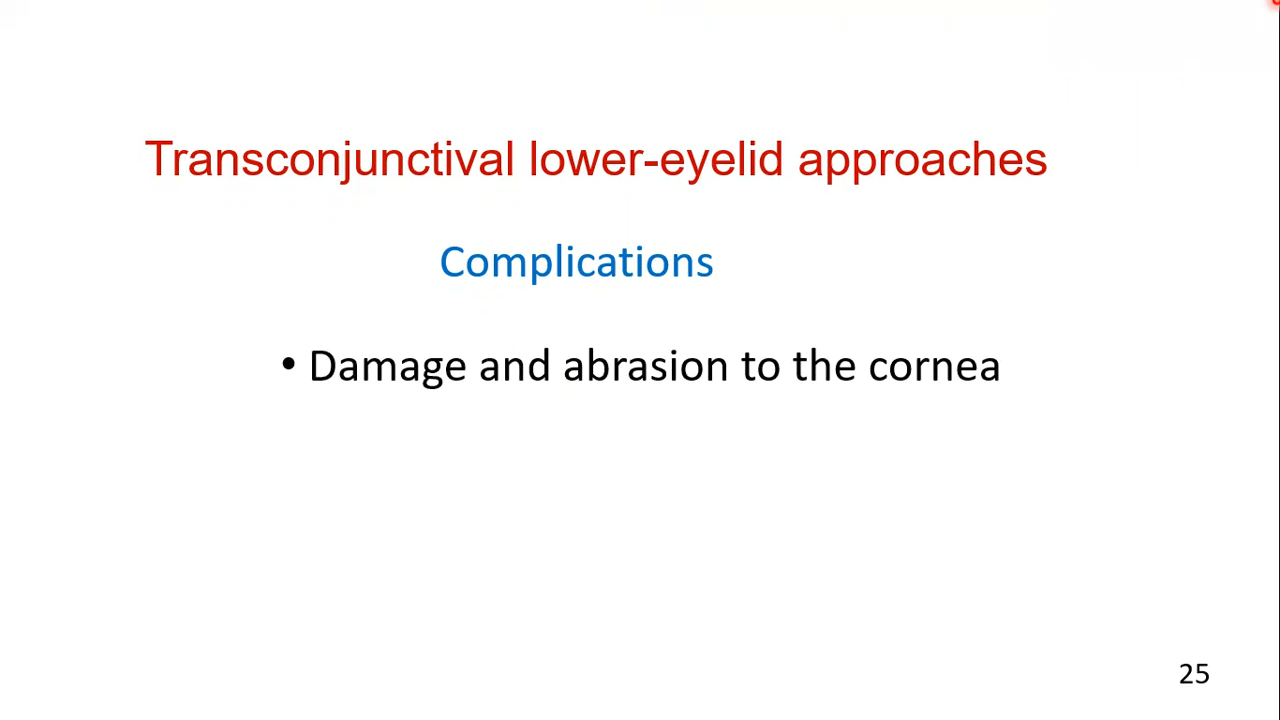 Transconjunctival lower-eyelid approaches
Complications
• Damage and abrasion to the cornea
25